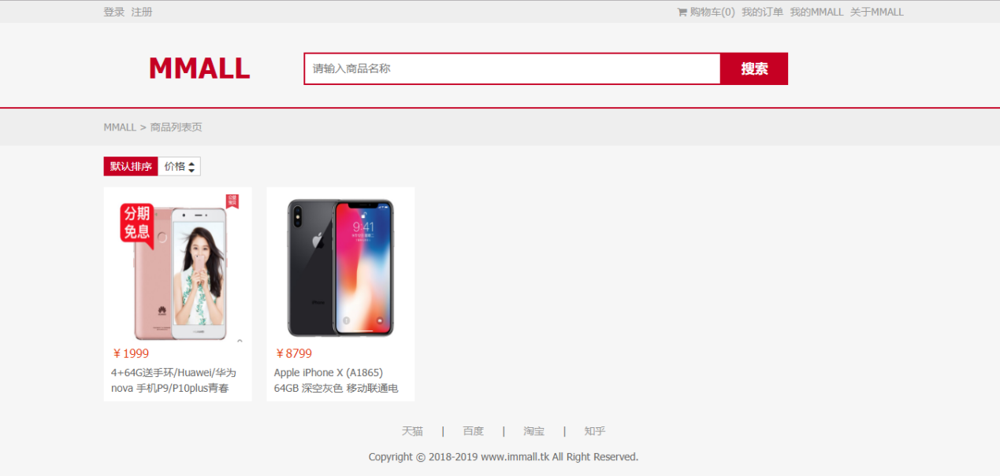 登录 注册
购物车(0) 我的订单 我的MMALL 关于MMALL
MMALL
请输入商品名称
搜索
MMALL > 商品列表页
默认排序 价格
分期
免息
¥1999
4+64G送手环/Huawei/华为
nova 手机P9/P10plus青春
9:41
iPhone
¥8799
Apple iPhone X (A1865)
64GB 深空灰色 移动联通电
天猫 | 百度 | 淘宝 | 知乎
Copyright © 2018-2019 www.immall.tk All Right Reserved.